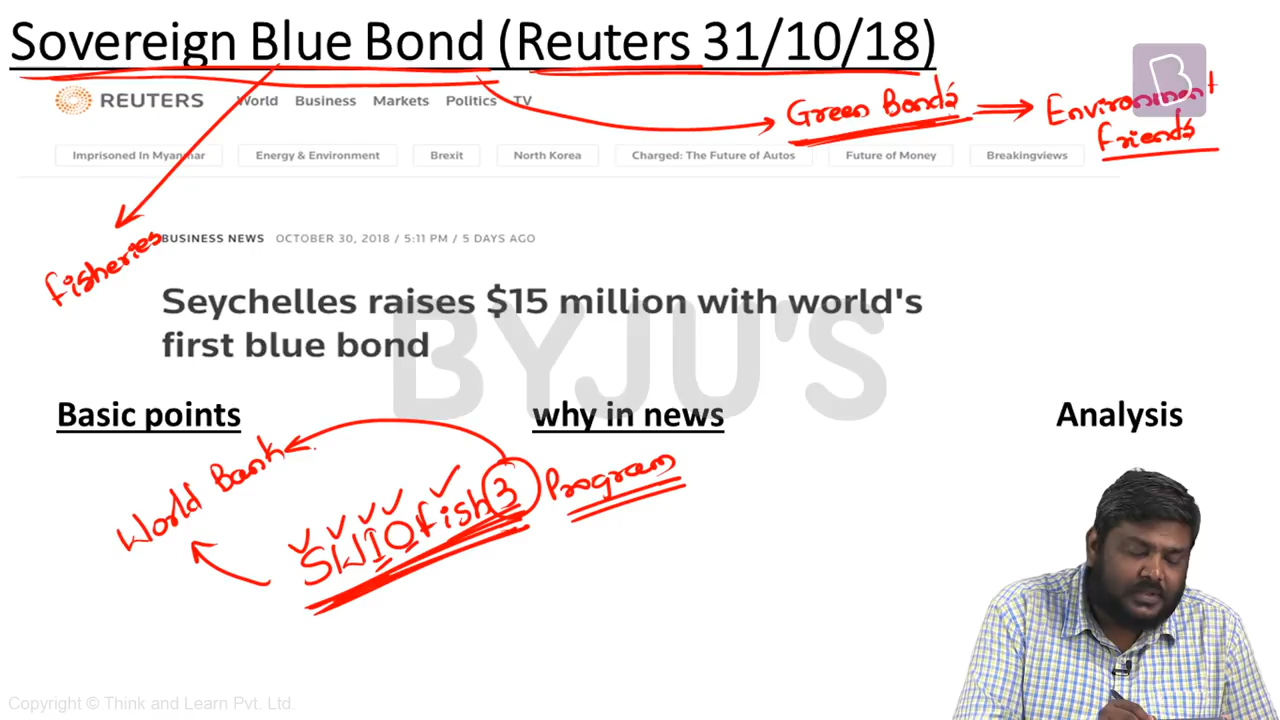 Sovereign Blue Bond (Reuters 31/10/18)
B
REUTERS World Business Markets Politics TV
Green Bonds ⇒ Environment friends
Imprisoned In Myanmar Energy & Environment Brexit North Korea Charged: The Future of Autos Future of Money Breakingviews
fisheries
BUSINESS NEWS OCTOBER 30, 2018 / 5:11 PM / 5 DAYS AGO
Seychelles raises $15 million with world's
first blue bond
BYJU'S
Basic points why in news Analysis
World Bank
SWIOfish3 Program
Copyright © Think and Learn Pvt. Ltd.